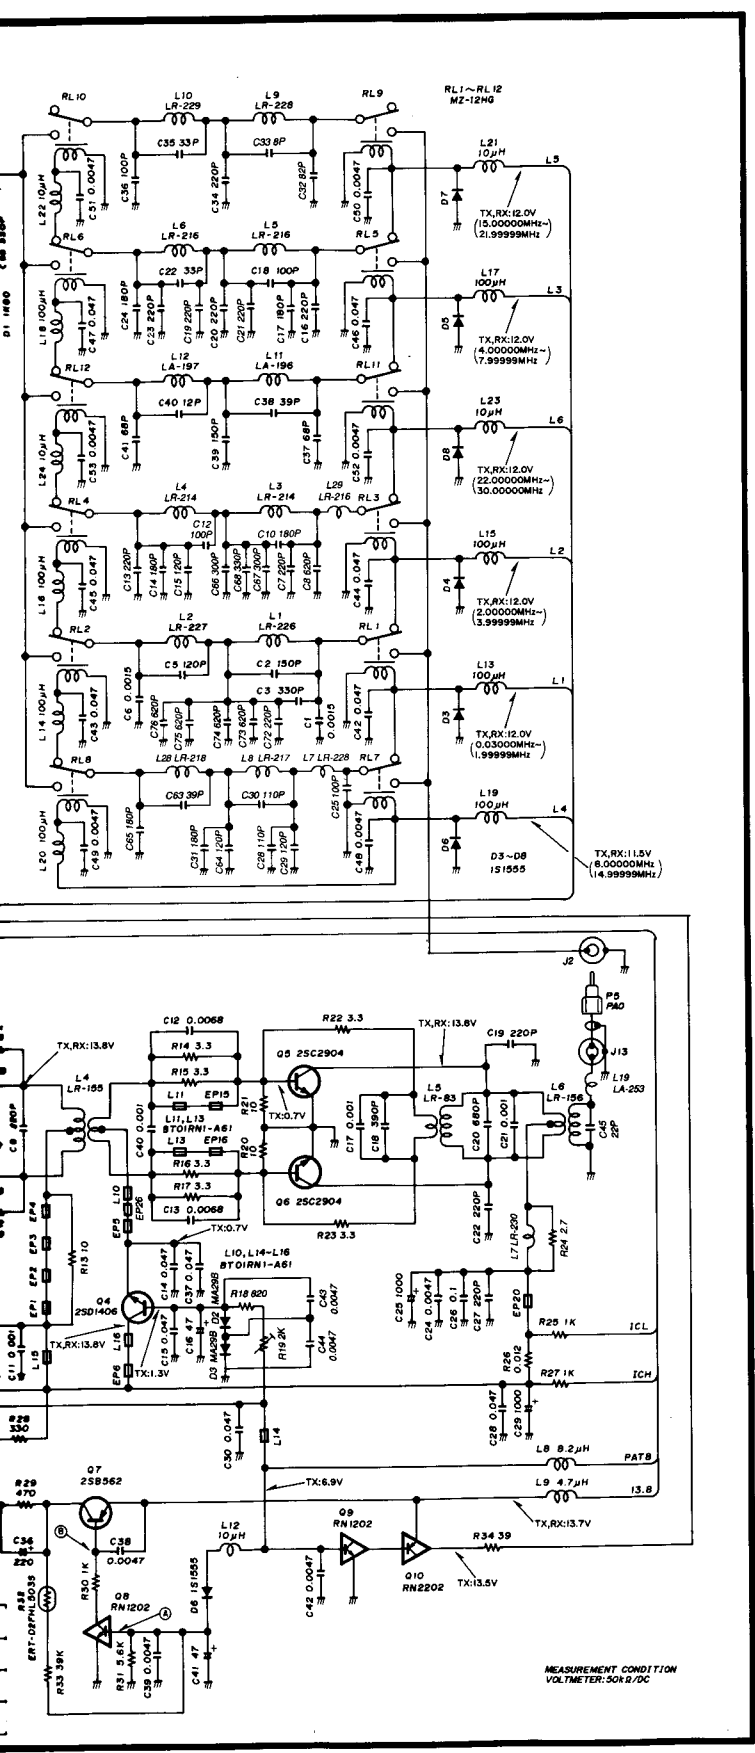 RL10
L10
LR-229
L9
LR-228
RL9
RL1~RL12
MZ-12HG
C35 33P
C33 8P
C36 100P
C34 220P
C32 82P
L22 10μH
C51 0.0047
C50 0.0047
L21
10μH
L5
D7
TX,RX:12.0V
(15.00000MHz~
21.99999MHz)
D1 1K60
RL6
L6
LR-216
L5
LR-216
RL5
C22 33P
C18 100P
C24 180P
C23 220P
C19 220P
C20 220P
C21 220P
C17 180P
C16 220P
L18 100μH
C47 0.047
C46 0.047
L17
100μH
L3
D5
TX,RX:12.0V
(4.00000MHz~
7.99999MHz)
RL12
L12
LA-197
L11
LA-196
RL11
C40 12P
C38 39P
C41 68P
C39 150P
C37 68P
L24 10μH
C53 0.0047
C52 0.0047
L23
10μH
L6
D8
TX,RX:12.0V
(22.00000MHz~
30.00000MHz)
RL4
L4
LR-214
L3
LR-214
L29
LR-216
RL3
C12
100P
C10 180P
C13 220P
C14 180P
C15 120P
C66 300P
C68 330P
C67 300P
C7 220P
C8 620P
L16 100μH
C45 0.047
C44 0.047
L15
100μH
L2
D4
TX,RX:12.0V
(2.00000MHz~
3.99999MHz)
RL2
L2
LR-227
L1
LR-226
RL1
C5 120P
C2 150P
C3 330P
C6 0.0015
C76 620P
C75 620P
C74 620P
C73 620P
C72 220P
C1
0.0015
L14 100μH
C43 0.047
C42 0.047
L13
100μH
L1
D3
TX,RX:12.0V
(0.03000MHz~
1.99999MHz)
RL8
L28 LR-218
L8 LR-217
L7 LR-228
RL7
C63 39P
C30 110P
C25 100P
C65 180P
C31 180P
C64 120P
C28 110P
C29 120P
L20 100μH
C49 0.0047
C48 0.0047
L19
100μH
L4
D6
D3~D8
1S1555
TX,RX:11.5V
(8.00000MHz~
14.99999MHz)
J2
P5
PA0
J13
L19
LA-253
C12 0.0068
R14 3.3
R15 3.3
L11
EP15
L11,L13
BT01RN1-A61
L13
EP16
R16 3.3
R17 3.3
C13 0.0068
C40 0.001
TX,RX:13.8V
L4
LR-155
R22 3.3
Q5 2SC2904
TX,RX:13.8V
C19 220P
R21
10
TX:0.7V
R20
10
C17 0.001
C18 390P
L5
LR-83
C20 680P
C21 0.001
L6
LR-156
C45
22P
Q6 2SC2904
R23 3.3
C22 220P
L7 LR-230
R24 2.7
EP4
EP3
EP2
EP1
R13 10
L10
EP26
EP5
TX:0.7V
L10, L14~L16
BT01RN1-A61
C14 0.047
C37 0.047
Q4
2SD1406
TX,RX:13.8V
C11 0.001
L15
L16
EP6
TX:1.3V
C15 0.047
C16 47
D2 MA29B
D3 MA29B
R18 820
R19 2K
C43
0.0047
C44
0.0047
C25 1000
C24 0.0047
C26 0.1
C27 220P
EP20
R25 1K
ICL
R26
0.012
R27 1K
ICH
C28 0.047
C29 1000
R28
330
C30 0.047
L14
L8 8.2μH
PAT8
L9 4.7μH
13.8
TX,RX:13.7V
TX:6.9V
R29
470
Q7
2SB562
C36
220
C38
0.0047
R30 1K
Q8
RN1202
R33 39K
ERT-D2FHL503S
R31 5.6K
C39 0.0047
C41 47
D6 1S1555
L12
10μH
C42 0.0047
Q9
RN1202
Q10
RN2202
R34 39
TX:13.5V
B
A
MEASUREMENT CONDITION
VOLTMETER:50kΩ/DC